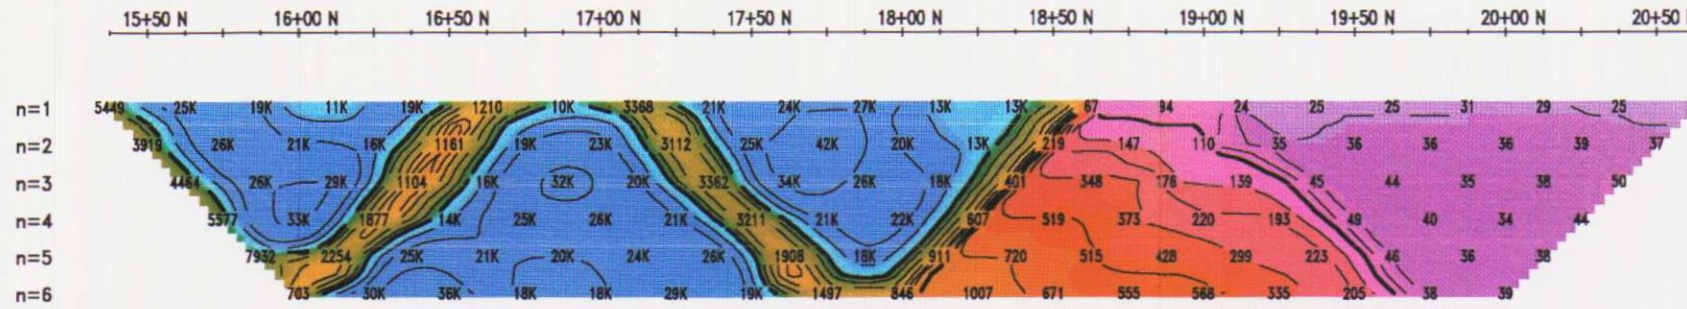 15+50 N 16+00 N 16+50 N 17+00 N 17+50 N 18+00 N 18+50 N 19+00 N 19+50 N 20+00 N 20+50
n=1 5449 25K 19K 11K 19K 1210 10K 3368 21K 24K 27K 13K 13K 67 94 24 25 25 31 29 25
n=2 3919 26K 21K 16K 1161 19K 23K 3112 25K 42K 20K 13K 219 147 110 35 36 36 36 39 37
n=3 4464 26K 29K 1104 16K 32K 20K 3362 34K 26K 18K 401 348 176 139 45 44 35 38 50
n=4 5577 33K 1877 14K 25K 26K 21K 3211 21K 22K 607 519 373 220 193 49 40 34 44
n=5 7932 2254 25K 21K 20K 24K 26K 1908 18K 911 720 515 428 299 223 46 36 38
n=6 703 30K 36K 18K 18K 29K 19K 1497 846 1007 671 555 568 335 205 38 39